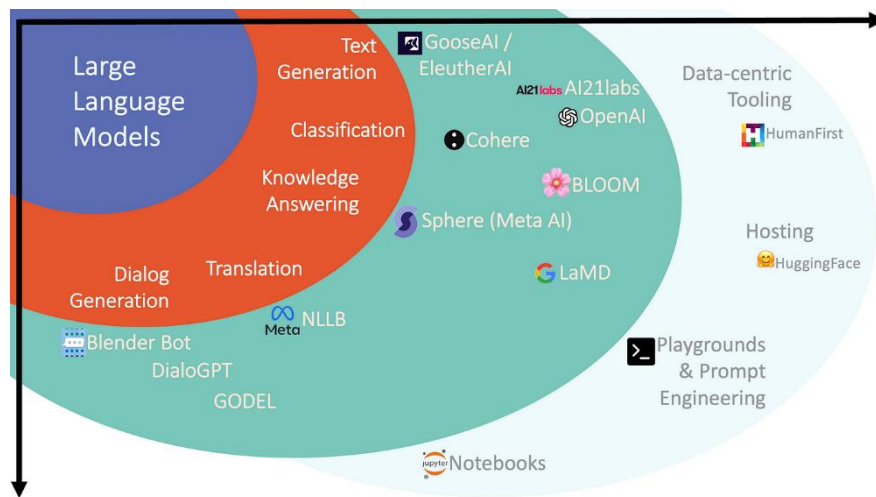 Large
Language
Models
Text
Generation
Classification
Knowledge
Answering
Translation
Dialog
Generation
GooseAI /
EleutherAI
AI21labs AI21labs
OpenAI
Cohere
BLOOM
Sphere (Meta AI)
LaMD
Meta NLLB
Blender Bot
DialoGPT
GODEL
Data-centric
Tooling
H HumanFirst
Hosting
HuggingFace
>_ Playgrounds
& Prompt
Engineering
jupyter Notebooks